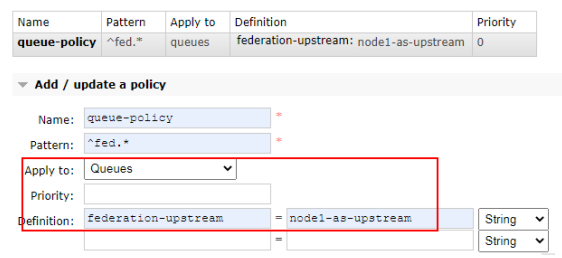 Name Pattern Apply to Definition Priority
queue-policy ^fed.* queues federation-upstream: node1-as-upstream 0
Add / update a policy
Name: queue-policy *
Pattern: ^fed.* *
Apply to: Queues
Priority:
Definition: federation-upstream = node1-as-upstream String
= String